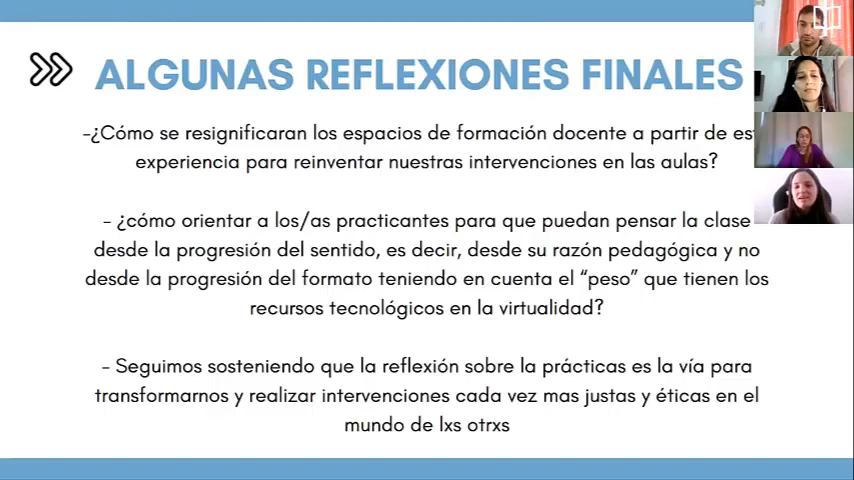 ALGUNAS REFLEXIONES FINALES
-¿Cómo se resignificaran los espacios de formación docente a partir de
experiencia para reinventar nuestras intervenciones en las aulas?
- ¿cómo orientar a los/as practicantes para que puedan pensar la clase
desde la progresión del sentido, es decir, desde su razón pedagógica y no
desde la progresión del formato teniendo en cuenta el "peso" que tienen los
recursos tecnológicos en la virtualidad?
- Seguimos sosteniendo que la reflexión sobre la prácticas es la vía para
transformarnos y realizar intervenciones cada vez mas justas y éticas en el
mundo de lxs otrxs